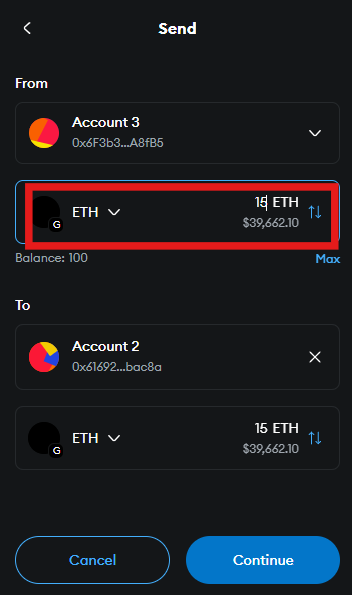 Send
From
Account 3
0x6F3b3...A8fB5
G
ETH
15 ETH
$39,662.10
Balance: 100
Max
To
Account 2
0x61692...bac8a
G
ETH
15 ETH
$39,662.10
Cancel
Continue